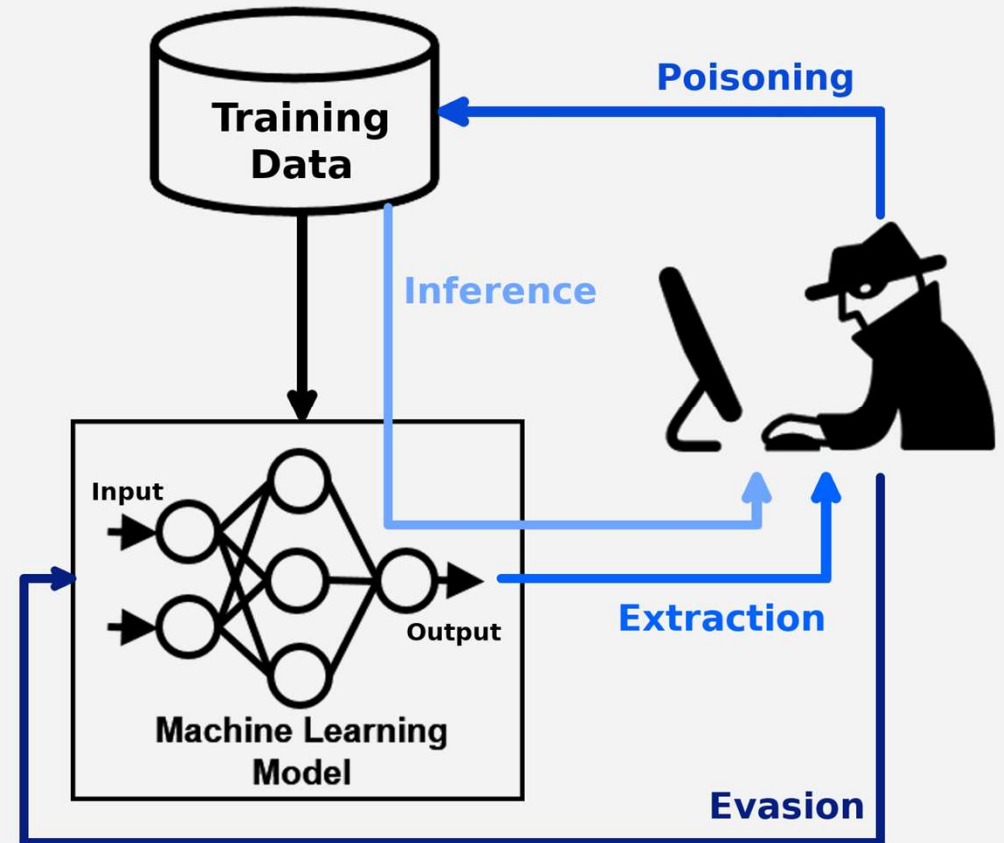 Poisoning
Training
Data
Inference
Input
Output
Extraction
Machine Learning
Model
Evasion